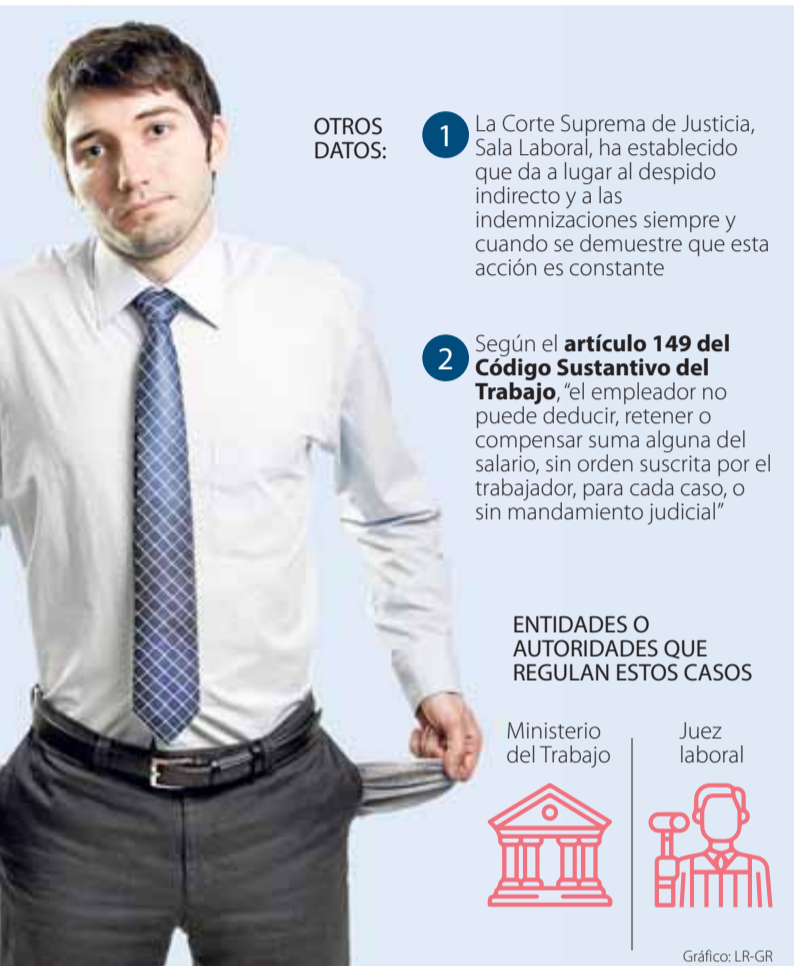 OTROS
DATOS:
1
La Corte Suprema de Justicia,
Sala Laboral, ha establecido
que da a lugar al despido
indirecto y a las
indemnizaciones siempre y
cuando se demuestre que esta
acción es constante
2
Según el artículo 149 del
Código Sustantivo del
Trabajo, “el empleador no
puede deducir, retener o
compensar suma alguna del
salario, sin orden suscrita por el
trabajador, para cada caso, o
sin mandamiento judicial”
ENTIDADES O
AUTORIDADES QUE
REGULAN ESTOS CASOS
Ministerio
del Trabajo
Juez
laboral
Gráfico: LR-GR